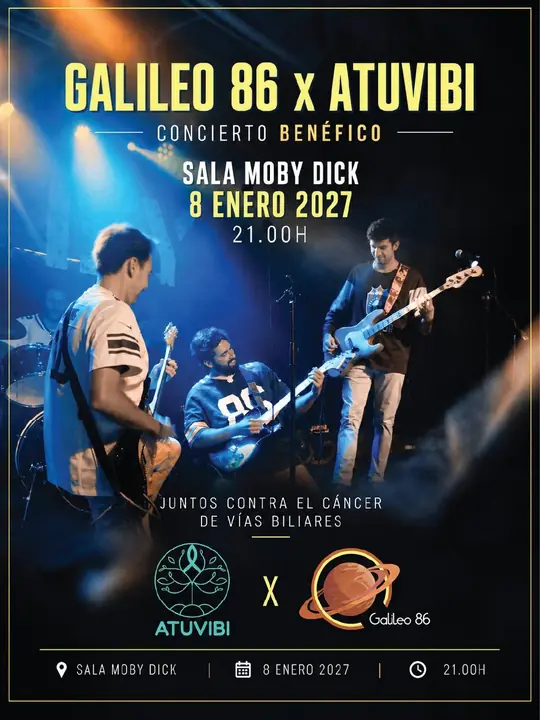 GALILEO 86 x ATUVIBI
CONCIERTO BENÉFICO
SALA MOBY DICK
8 ENERO 2027
21.00H
86
JUNTOS CONTRA EL CÁNCER
DE VÍAS BILIARES
ATUVIBI
X
Galileo 86
SALA MOBY DICK | 8 ENERO 2027 | 21.00H